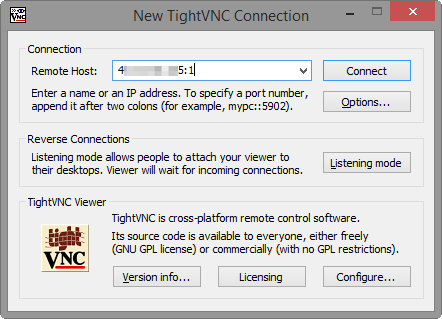 New TightVNC Connection
Connection
Remote Host:
5:1
Connect
Enter a name or an IP address. To specify a port number,
append it after two colons (for example, mypc::5902).
Options...
Reverse Connections
Listening mode allows people to attach your viewer to
their desktops. Viewer will wait for incoming connections.
Listening mode
TightVNC Viewer
tight
VNC
TightVNC is cross-platform remote control software.
Its source code is available to everyone, either freely
(GNU GPL license) or commercially (with no GPL restrictions).
Version info...
Licensing
Configure...